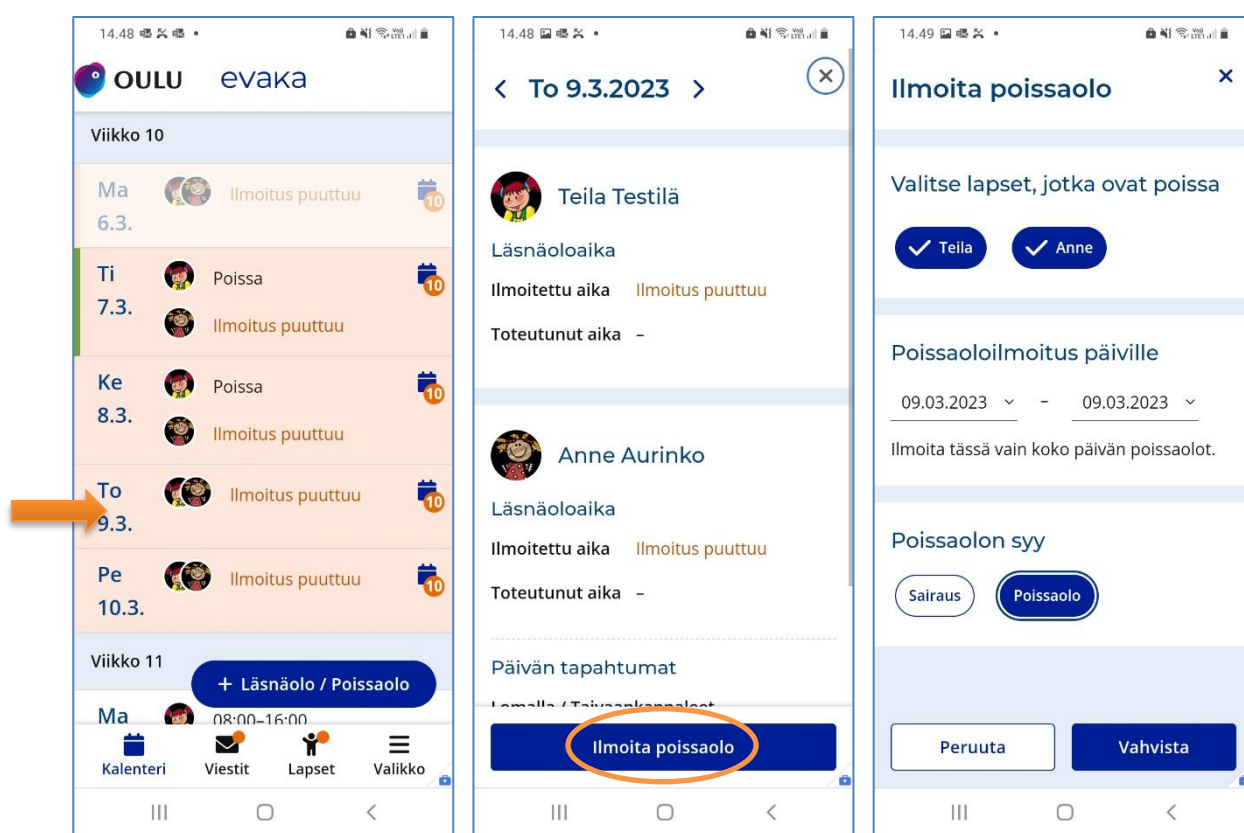 14.48
OULU evaka
Viikko 10
Ma
6.3.
Ilmoitus puuttuu
10
Ti
7.3.
Poissa
Ilmoitus puuttuu
10
Ke
8.3.
Poissa
Ilmoitus puuttuu
10
To
9.3.
Ilmoitus puuttuu
10
Pe
10.3.
Ilmoitus puuttuu
10
Viikko 11
+ Läsnäolo / Poissaolo
Ma
08:00–16:00
Kalenteri Viestit Lapset Valikko
14.48
< To 9.3.2023 >
Teila Testilä
Läsnäoloaika
Ilmoitettu aika Ilmoitus puuttuu
Toteutunut aika –
Anne Aurinko
Läsnäoloaika
Ilmoitettu aika Ilmoitus puuttuu
Toteutunut aika –
Päivän tapahtumat
Lomalla / Taivaankappaleet
Ilmoita poissaolo
14.49
Ilmoita poissaolo
Valitse lapset, jotka ovat poissa
Teila Anne
Poissaoloilmoitus päiville
09.03.2023 – 09.03.2023
Ilmoita tässä vain koko päivän poissaolot.
Poissaolon syy
Sairaus Poissaolo
Peruuta Vahvista